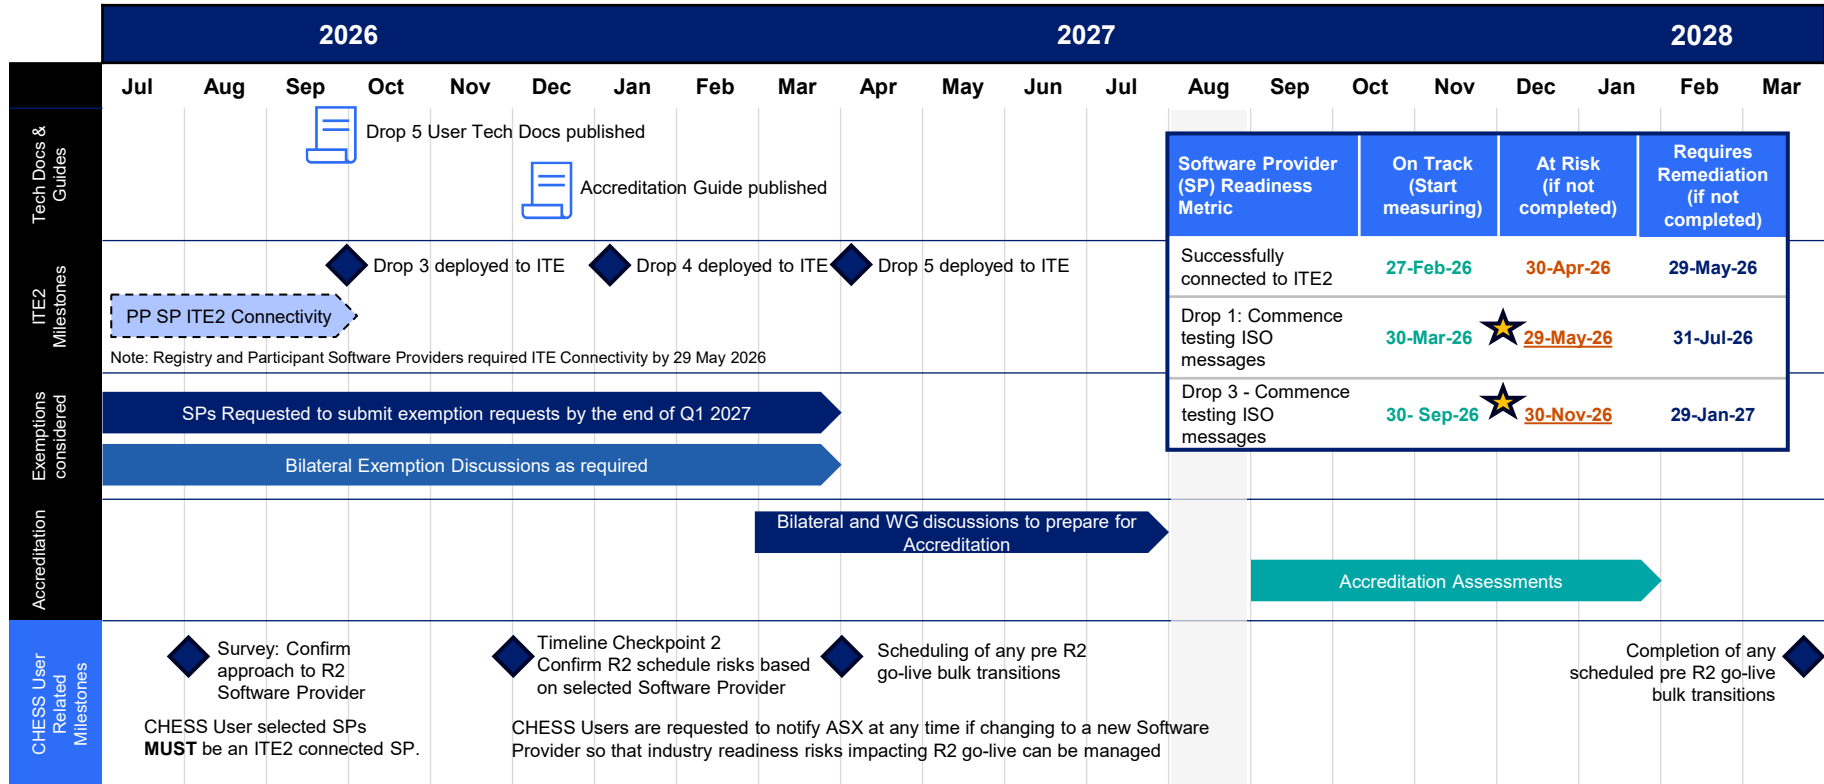 2026 2027 2028
Jul Aug Sep Oct Nov Dec Jan Feb Mar Apr May Jun Jul Aug Sep Oct Nov Dec Jan Feb Mar
Tech Docs &
Guides
Drop 5 User Tech Docs published
Accreditation Guide published
Software Provider
(SP) Readiness
Metric
On Track
(Start
measuring)
At Risk
(if not
completed)
Requires
Remediation
(if not
completed)
Successfully
connected to ITE2
27-Feb-26
30-Apr-26
29-May-26
Drop 1: Commence
testing ISO
messages
30-Mar-26
29-May-26
31-Jul-26
Drop 3 - Commence
testing ISO
messages
30- Sep-26
30-Nov-26
29-Jan-27
ITE2
Milestones
Drop 3 deployed to ITE
Drop 4 deployed to ITE
Drop 5 deployed to ITE
PP SP ITE2 Connectivity
Note: Registry and Participant Software Providers required ITE Connectivity by 29 May 2026
Exemptions
considered
SPs Requested to submit exemption requests by the end of Q1 2027
Bilateral Exemption Discussions as required
Accreditation
Bilateral and WG discussions to prepare for
Accreditation
Accreditation Assessments
CHESS User
Related
Milestones
Survey: Confirm
approach to R2
Software Provider
Timeline Checkpoint 2
Confirm R2 schedule risks based
on selected Software Provider
Scheduling of any pre R2
go-live bulk transitions
Completion of any
scheduled pre R2 go-live
bulk transitions
CHESS User selected SPs
MUST be an ITE2 connected SP.
CHESS Users are requested to notify ASX at any time if changing to a new Software
Provider so that industry readiness risks impacting R2 go-live can be managed